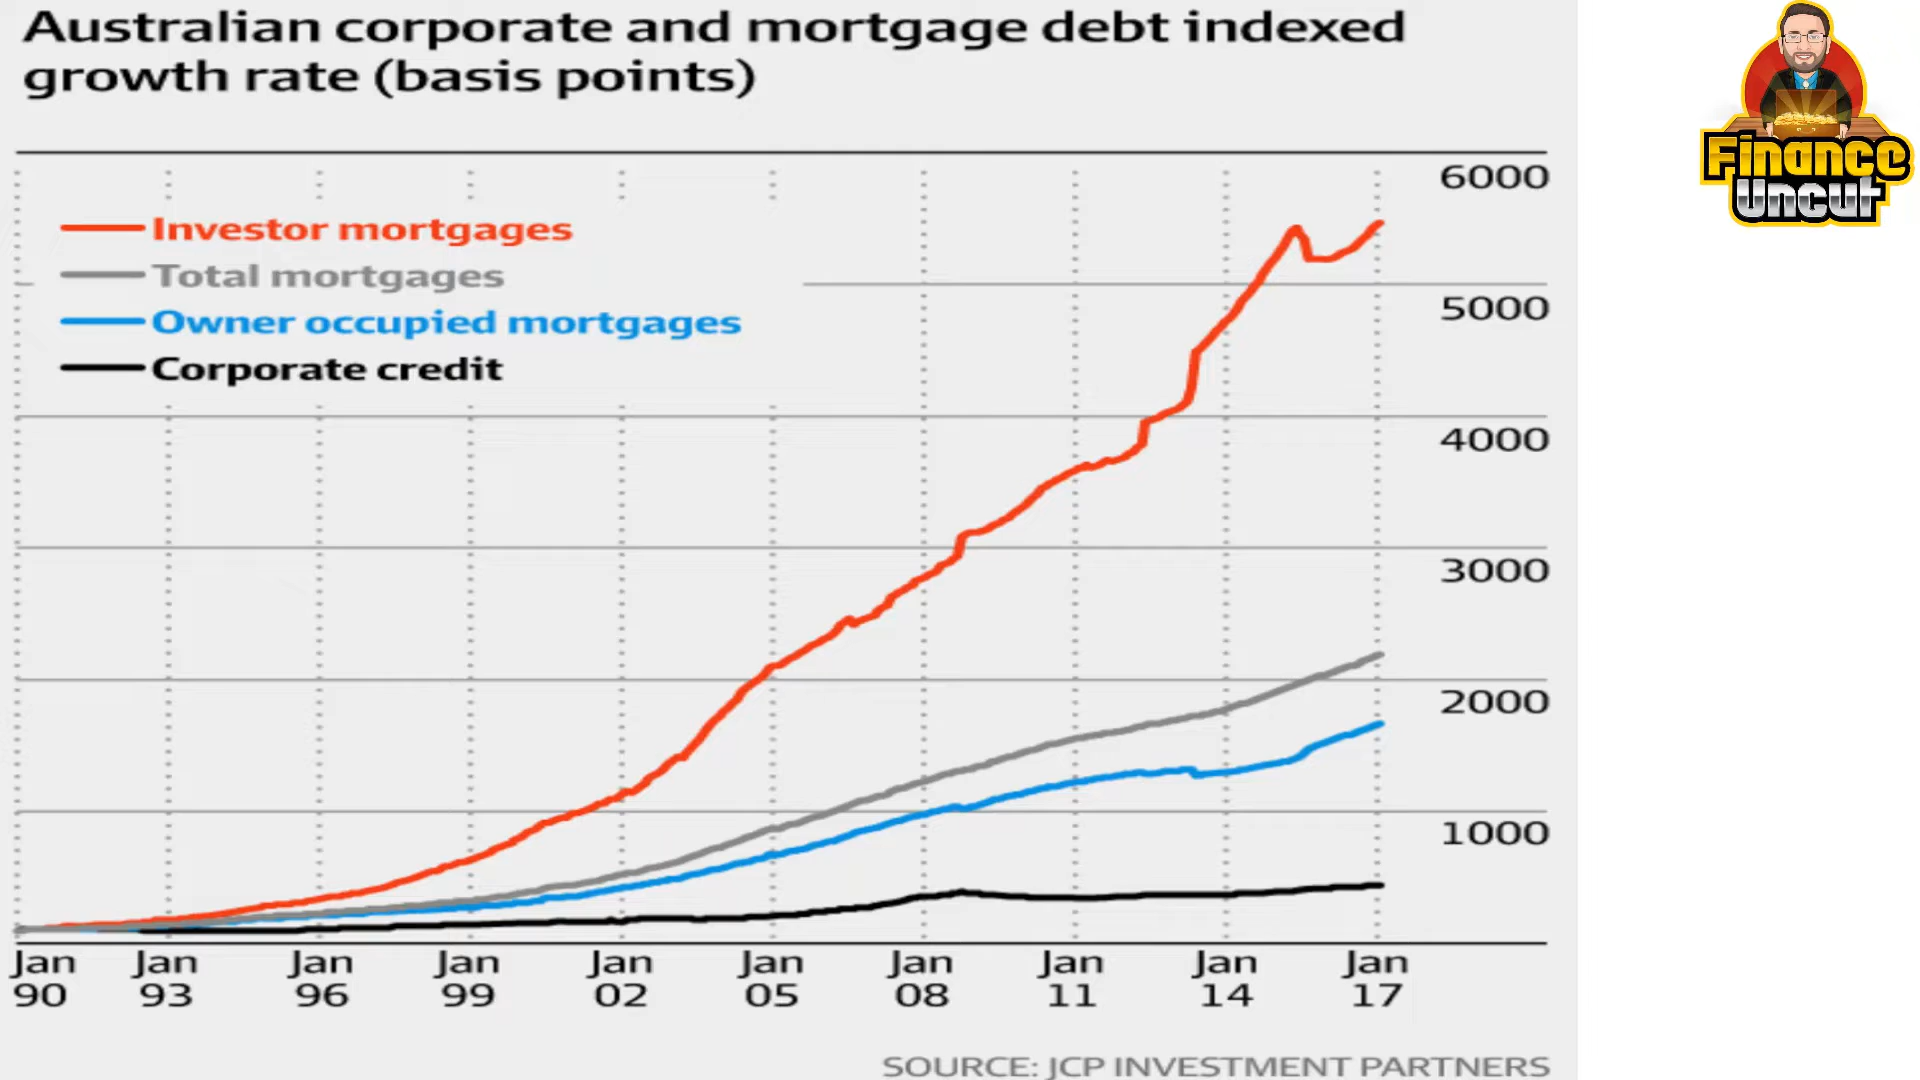 Australian corporate and mortgage debt indexed
growth rate (basis points)
Finance
Uncut
6000
Investor mortgages
Total mortgages
5000
Owner occupied mortgages
Corporate credit
4000
3000
2000
1000
Jan Jan Jan Jan Jan Jan Jan Jan Jan Jan
90 93 96 99 02 05 08 11 14 17
SOURCE: JCP INVESTMENT PARTNERS